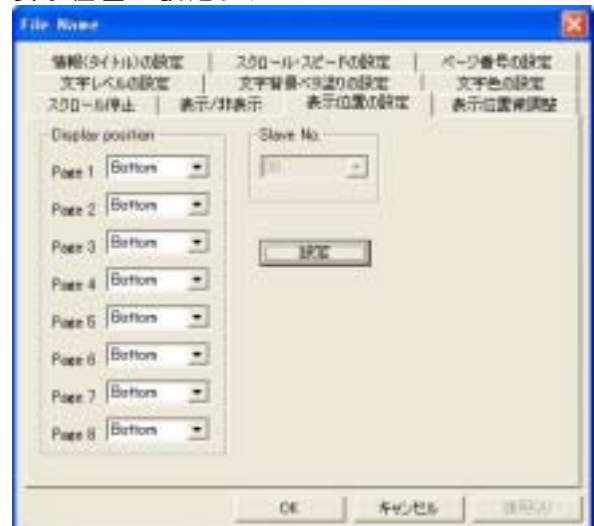 File Name
情報(タイトル)の設定 スクロール・スピードの設定 ページ番号の設定
文字レベルの設定 文字背景ベタ塗りの設定 文字色の設定
スクロール停止 表示/非表示 表示位置の設定 表示位置微調整
Display position Slave No.
Page 1 Bottom
Page 2 Bottom
Page 3 Bottom
設定
Page 4 Bottom
Page 5 Bottom
Page 6 Bottom
Page 7 Bottom
Page 8 Bottom
OK キャンセル